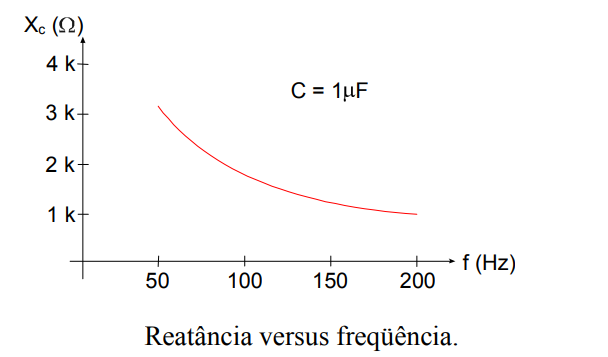 Xc (Ω)
4 k
C = 1μF
3 k
2 k
1 k
f (Hz)
50 100 150 200
Reatância versus freqüência.